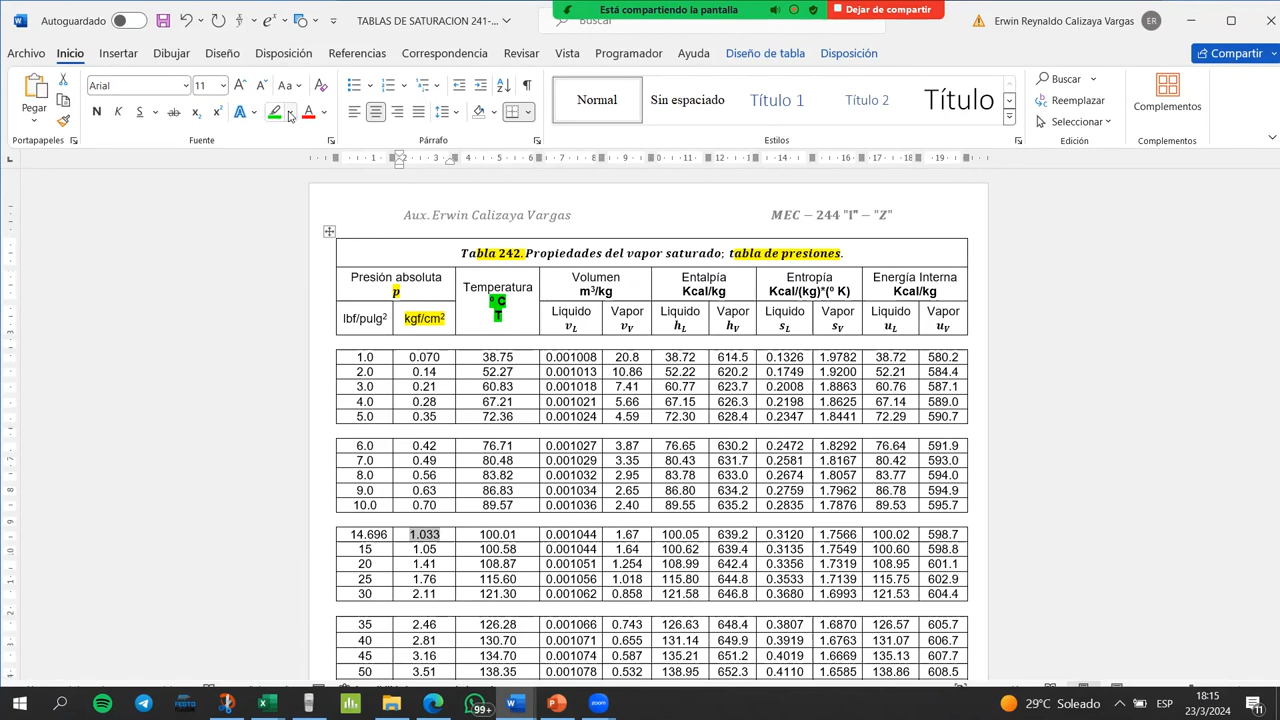 Autoguardado
TABLAS DE SATURACION 241-...
Buscar
Está compartiendo la pantalla
Dejar de compartir
Erwin Reynaldo Calizaya Vargas
ER
Archivo Inicio Insertar Dibujar Diseño Disposición Referencias Correspondencia Revisar Vista Programador Ayuda Diseño de tabla Disposición
Compartir
Pegar
Arial 11
Normal
Sin espaciado
Título 1
Título 2
Título
Buscar
Reemplazar
Seleccionar
Complementos
Portapapeles Fuente Párrafo Estilos Edición Complementos
Aux. Erwin Calizaya Vargas MEC − 244 "I" − "Z"
Tabla 242. Propiedades del vapor saturado; tabla de presiones.
Presión absoluta p Temperatura º C T Volumen m³/kg Entalpía Kcal/kg Entropía Kcal/(kg)*(º K) Energía Interna Kcal/kg
lbf/pulg² kgf/cm² Liquido vL Vapor vV Liquido hL Vapor hV Liquido sL Vapor sV Liquido uL Vapor uV
1.0 0.070 38.75 0.001008 20.8 38.72 614.5 0.1326 1.9782 38.72 580.2
2.0 0.14 52.27 0.001013 10.86 52.22 620.2 0.1749 1.9200 52.21 584.4
3.0 0.21 60.83 0.001018 7.41 60.77 623.7 0.2008 1.8863 60.76 587.1
4.0 0.28 67.21 0.001021 5.66 67.15 626.3 0.2198 1.8625 67.14 589.0
5.0 0.35 72.36 0.001024 4.59 72.30 628.4 0.2347 1.8441 72.29 590.7
6.0 0.42 76.71 0.001027 3.87 76.65 630.2 0.2472 1.8292 76.64 591.9
7.0 0.49 80.48 0.001029 3.35 80.43 631.7 0.2581 1.8167 80.42 593.0
8.0 0.56 83.82 0.001032 2.95 83.78 633.0 0.2674 1.8057 83.77 594.0
9.0 0.63 86.83 0.001034 2.65 86.80 634.2 0.2759 1.7962 86.78 594.9
10.0 0.70 89.57 0.001036 2.40 89.55 635.2 0.2835 1.7876 89.53 595.7
14.696 1.033 100.01 0.001044 1.67 100.05 639.2 0.3120 1.7566 100.02 598.7
15 1.05 100.58 0.001044 1.64 100.62 639.4 0.3135 1.7549 100.60 598.8
20 1.41 108.87 0.001051 1.254 108.99 642.4 0.3356 1.7319 108.95 601.1
25 1.76 115.60 0.001056 1.018 115.80 644.8 0.3533 1.7139 115.75 602.9
30 2.11 121.30 0.001062 0.858 121.58 646.8 0.3680 1.6993 121.53 604.4
35 2.46 126.28 0.001066 0.743 126.63 648.4 0.3807 1.6870 126.57 605.7
40 2.81 130.70 0.001071 0.655 131.14 649.9 0.3919 1.6763 131.07 606.7
45 3.16 134.70 0.001074 0.587 135.21 651.2 0.4019 1.6669 135.13 607.7
50 3.51 138.35 0.001078 0.532 138.95 652.3 0.4110 1.6585 138.86 608.5
29°C Soleado
ESP
18:15
23/3/2024